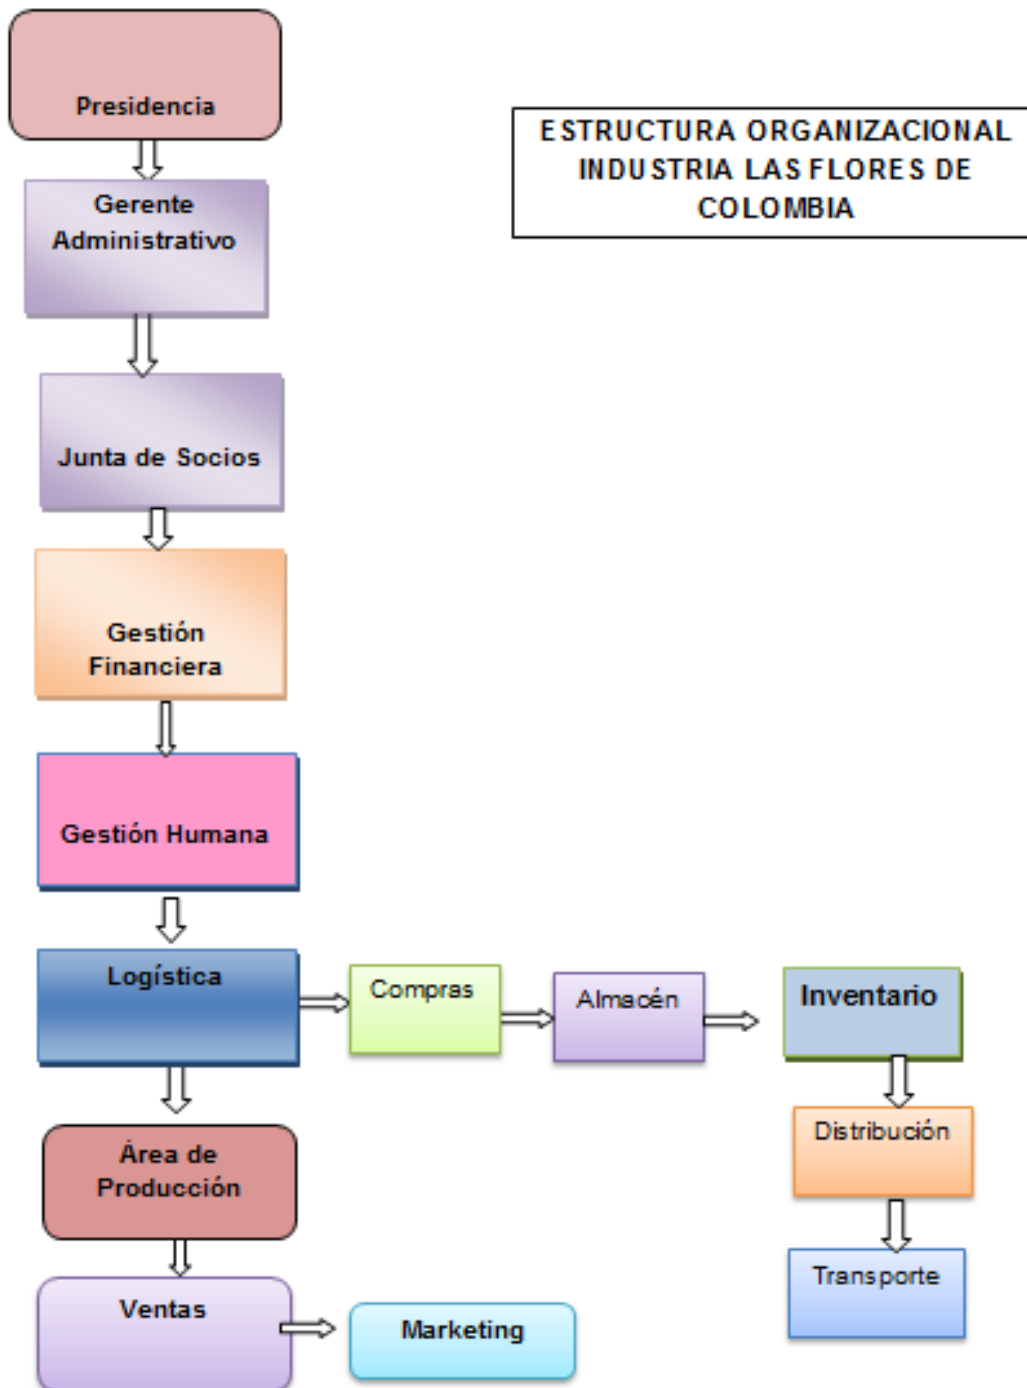 Presidencia
ESTRUCTURA ORGANIZACIONAL
INDUSTRIA LAS FLORES DE
COLOMBIA
Gerente
Administrativo
Junta de Socios
Gestión
Financiera
Gestión Humana
Logística
Compras
Almacén
Inventario
Distribución
Transporte
Área de
Producción
Ventas
Marketing